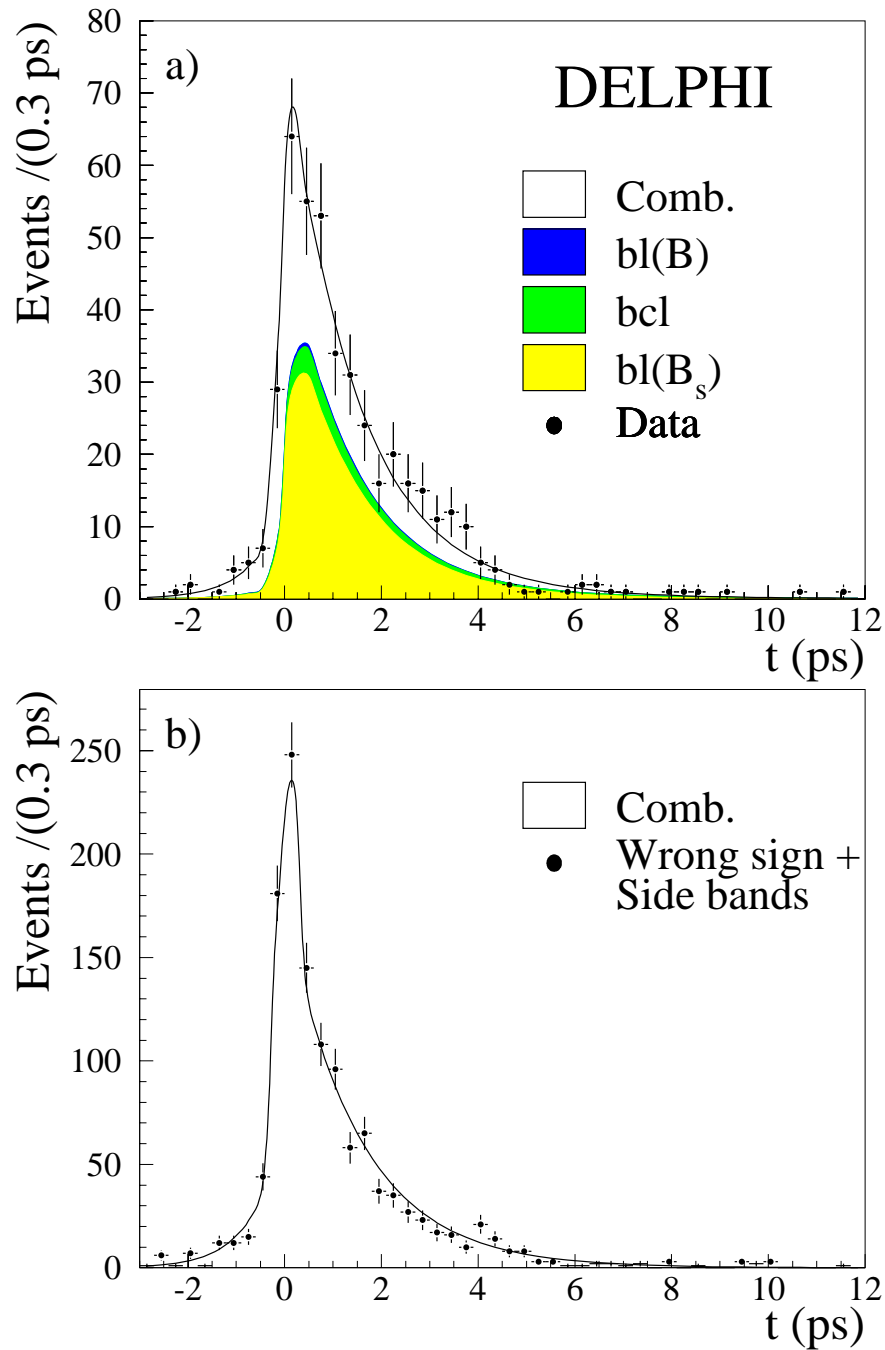 Events /(0.3 ps)
80
70
60
50
40
30
20
10
0
a)
DELPHI
Comb.
bl(B)
bcl
bl(Bs)
Data
-2 0 2 4 6 8 10 12
t (ps)
Events /(0.3 ps)
250
200
150
100
50
0
b)
Comb.
Wrong sign +
Side bands
-2 0 2 4 6 8 10 12
t (ps)